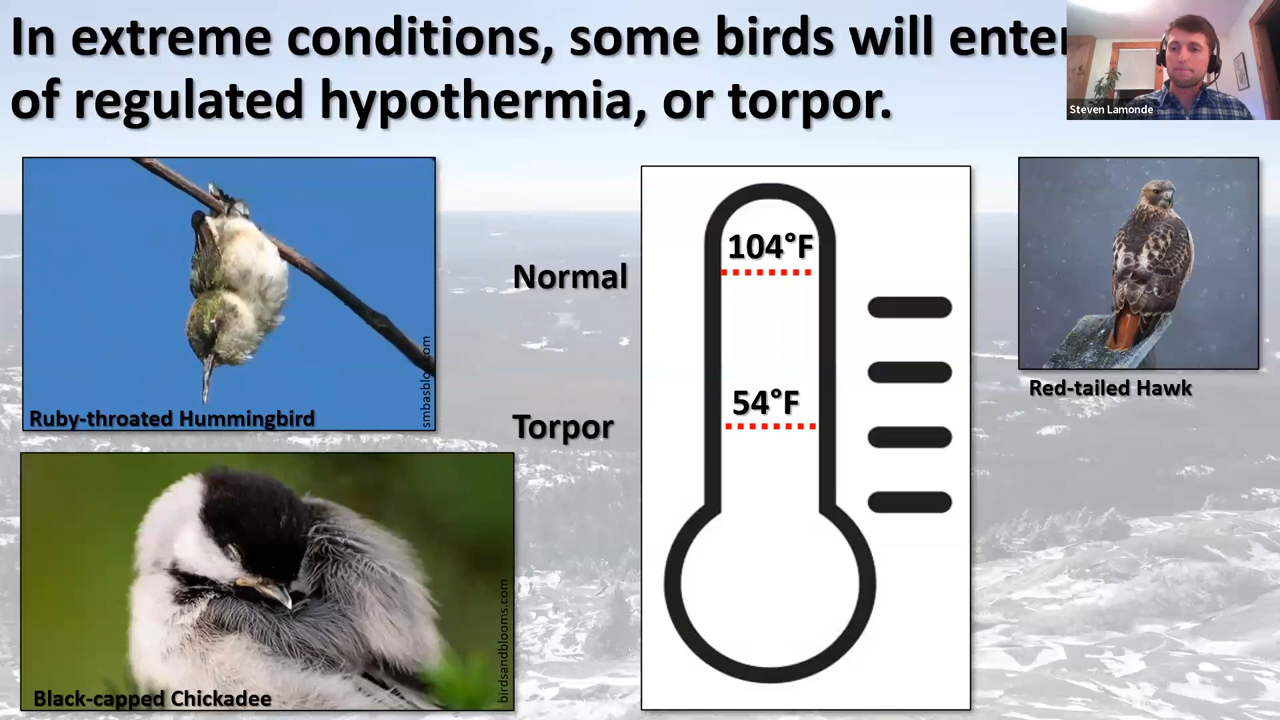 In extreme conditions, some birds will enter
of regulated hypothermia, or torpor.
Steven Lamonde
Ruby-throated Hummingbird
Normal
104°F
Torpor
54°F
Red-tailed Hawk
Black-capped Chickadee
birdsandblooms.com